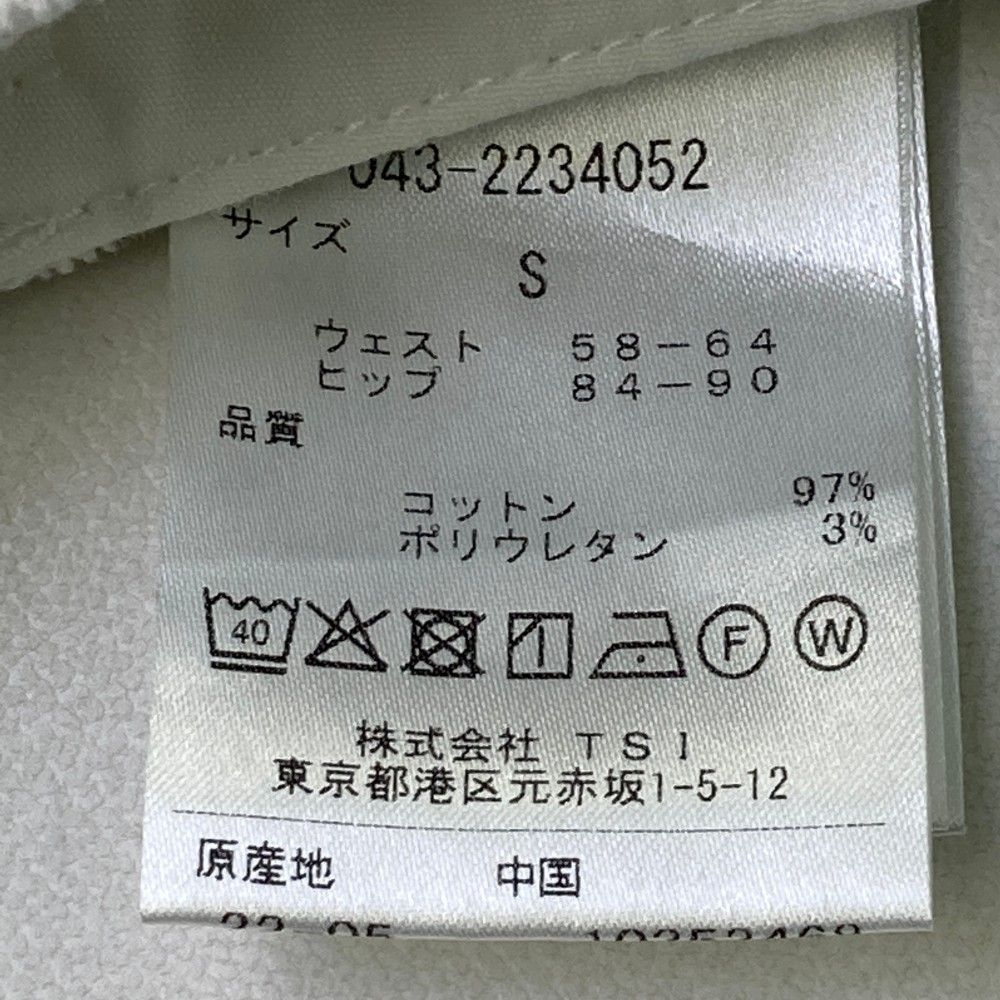 043-2234052
サイズ
S
ウェスト 58-64
ヒップ 84-90
品質
コットン 97%
ポリウレタン 3%
40
F W
株式会社 TSI
東京都港区元赤坂1-5-12
原産地 中国